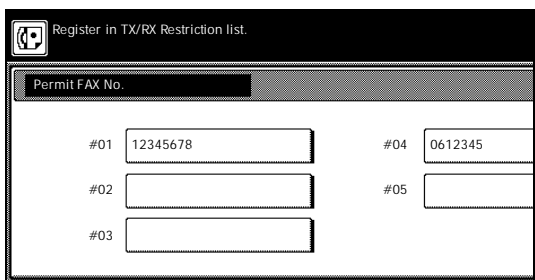 Register in TX/RX Restriction list.
Permit FAX No.
#01 12345678 #04 0612345
#02 #05
#03